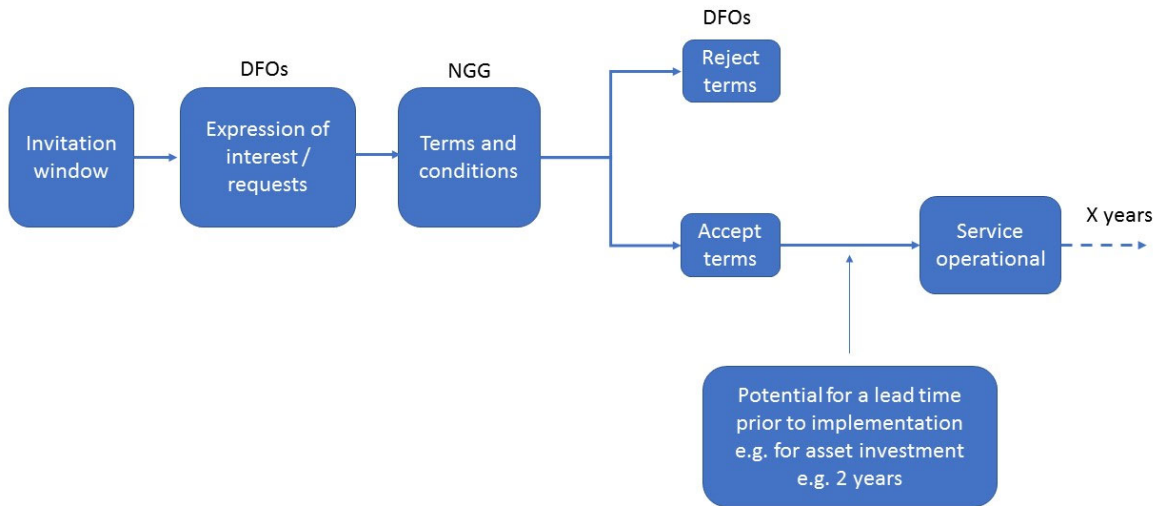 Invitation
window
DFOs
Expression of
interest /
requests
NGG
Terms and
conditions
DFOs
Reject
terms
Accept
terms
Service
operational
X years
Potential for a lead time
prior to implementation
e.g. for asset investment
e.g. 2 years